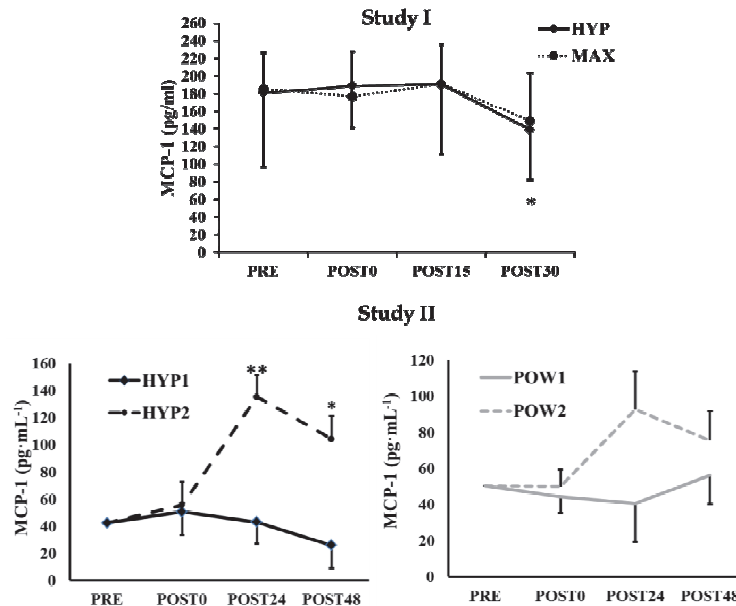 Study I
HYP
MAX
MCP-1 (pg/ml)
260
240
220
200
180
160
140
120
100
80
60
40
20
0
*
PRE POST0 POST15 POST30
Study II
MCP-1 (pg·mL⁻¹)
160
140
120
100
80
60
40
20
0
HYP1
HYP2
**
*
PRE POST0 POST24 POST48
MCP-1 (pg·mL⁻¹)
120
100
80
60
40
20
0
POW1
POW2
PRE POST0 POST24 POST48